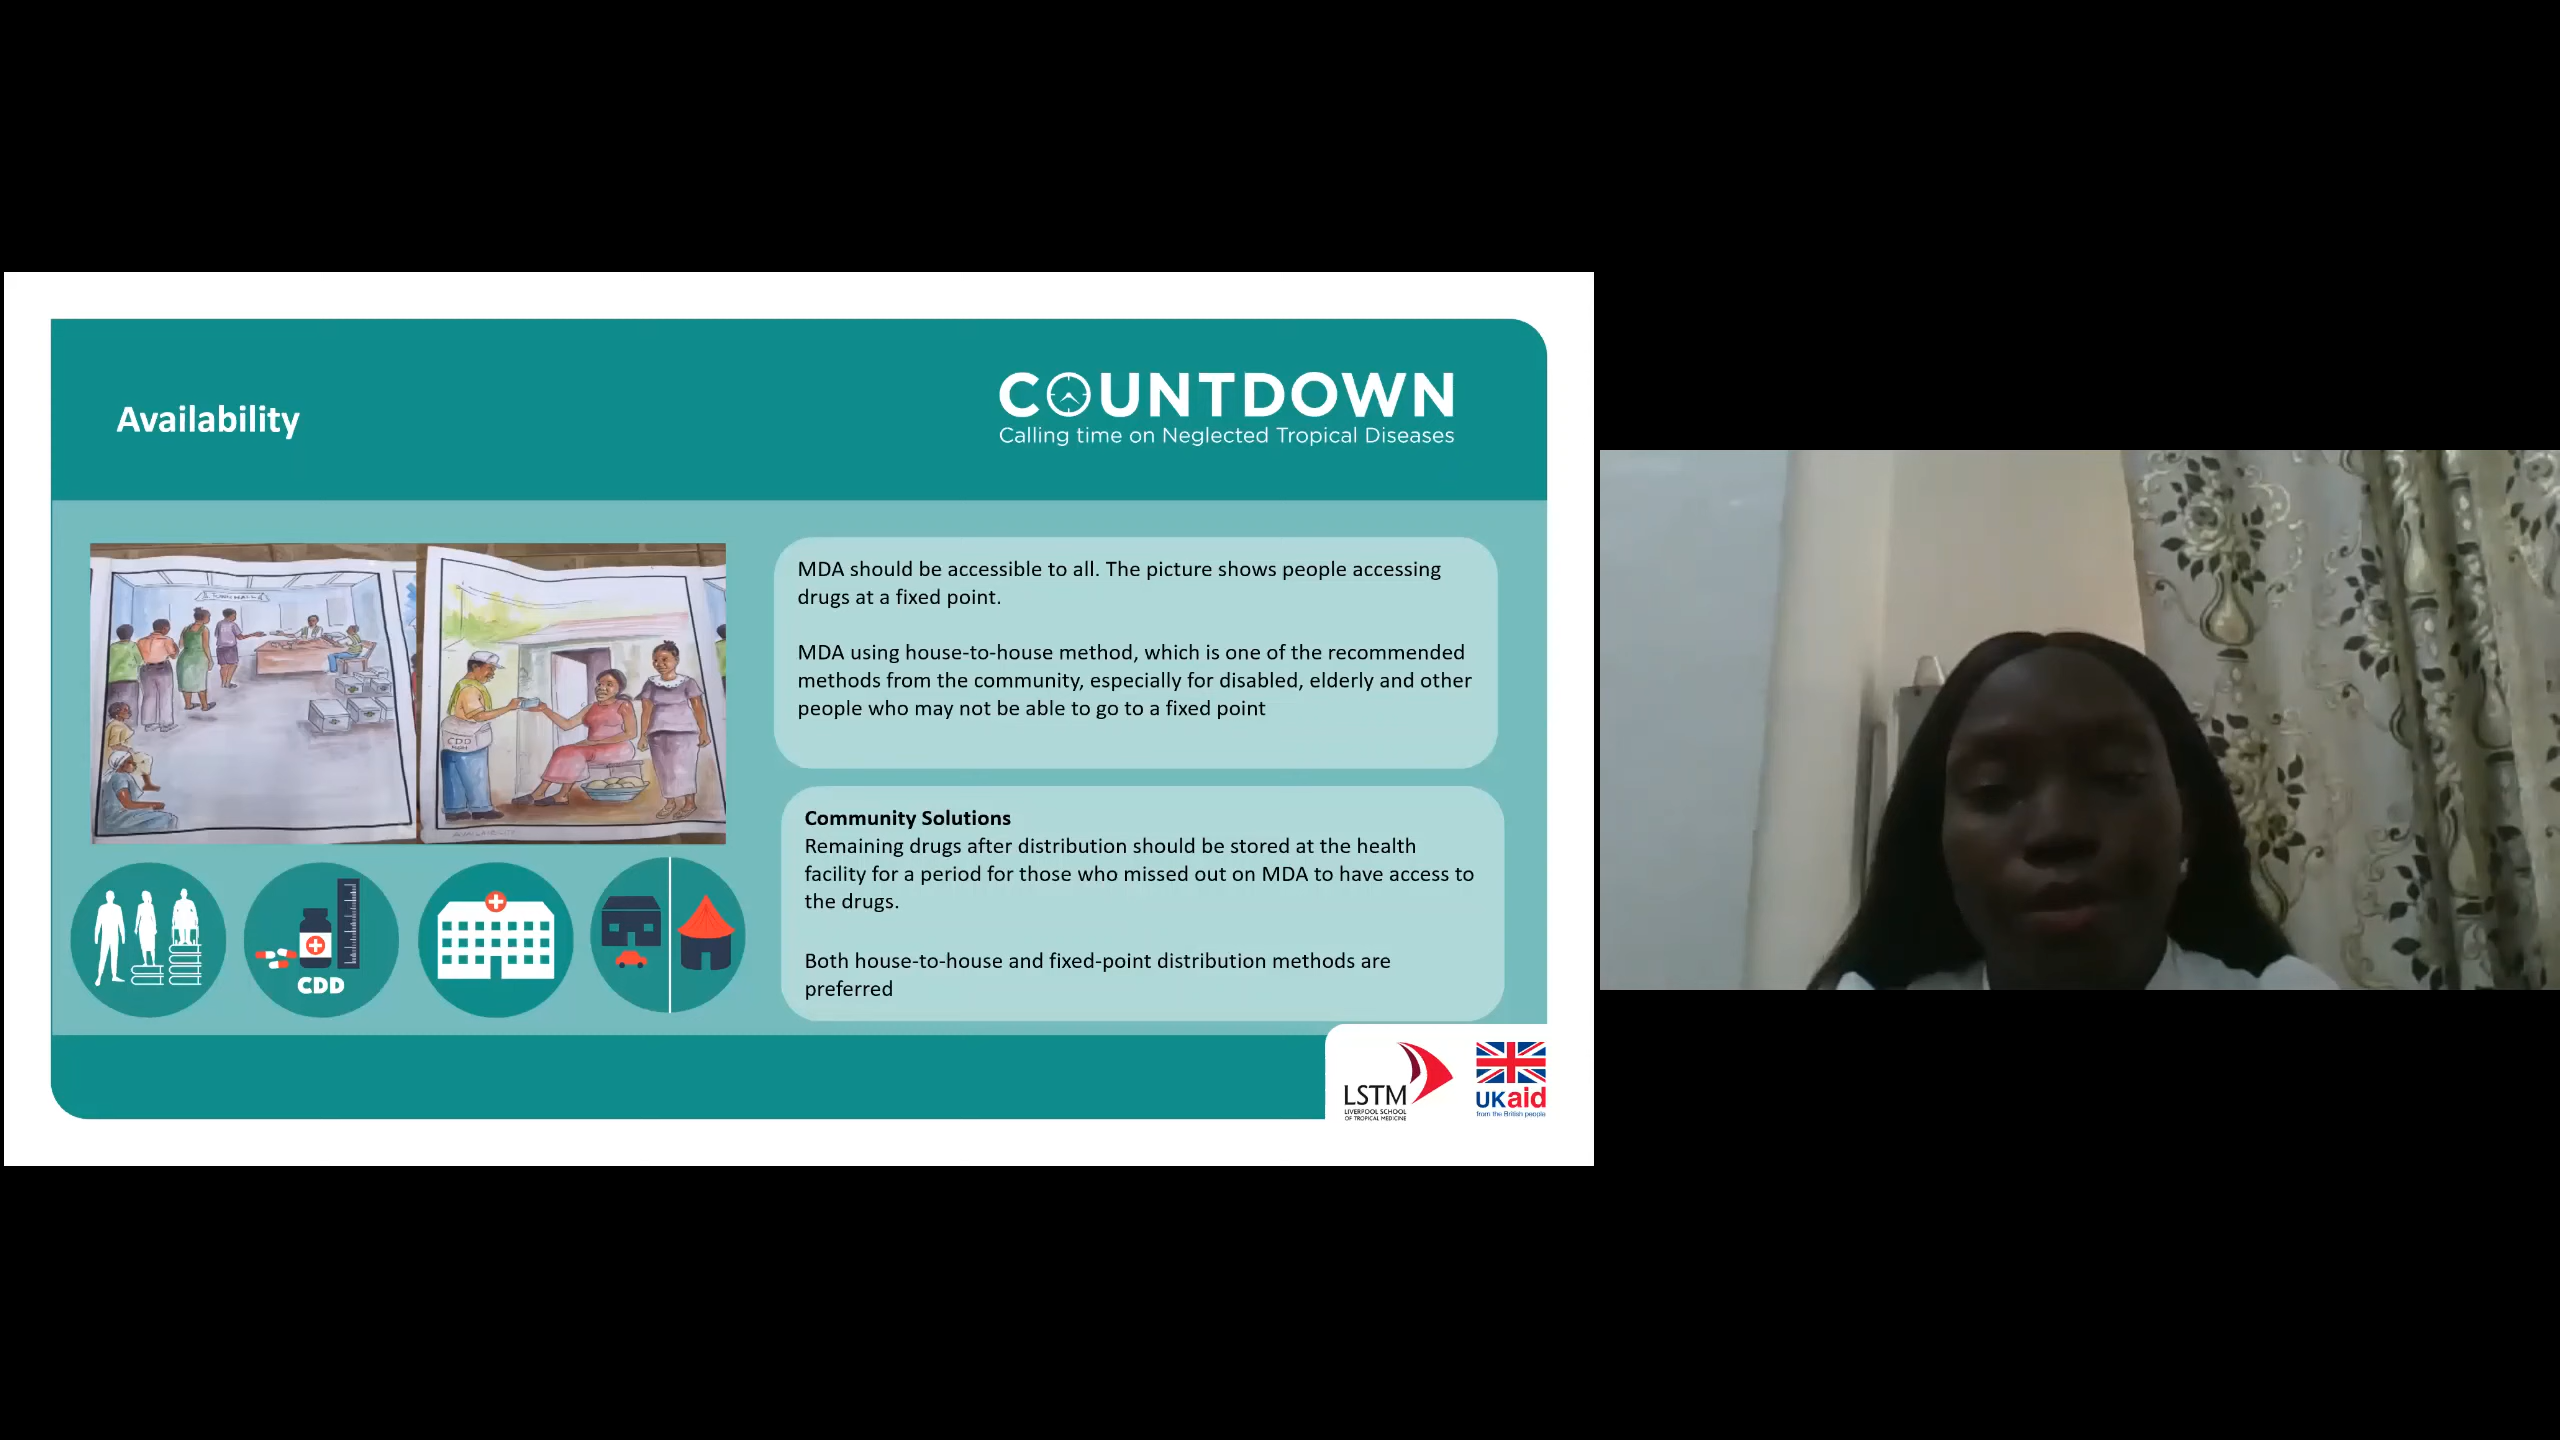 Availability
COUNTDOWN
Calling time on Neglected Tropical Diseases
TOWN HALL
CDD
MDA should be accessible to all. The picture shows people accessing
drugs at a fixed point.
MDA using house-to-house method, which is one of the recommended
methods from the community, especially for disabled, elderly and other
people who may not be able to go to a fixed point
Community Solutions
Remaining drugs after distribution should be stored at the health
facility for a period for those who missed out on MDA to have access to
the drugs.
Both house-to-house and fixed-point distribution methods are
preferred
CDD
LSTM
LIVERPOOL SCHOOL
OF TROPICAL MEDICINE
UKaid
from the British people